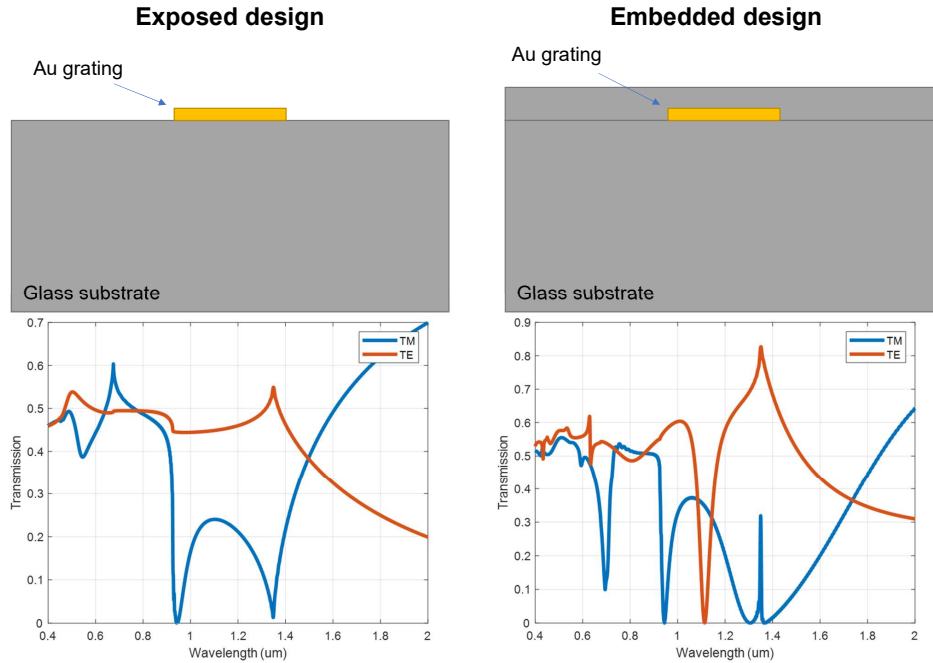 Exposed design
Au grating
Glass substrate
0.7
0.6
0.5
0.4
0.3
0.2
0.1
0
Transmission
TM
TE
0.4 0.6 0.8 1 1.2 1.4 1.6 1.8 2
Wavelength (um)
Embedded design
Au grating
Glass substrate
0.9
0.8
0.7
0.6
0.5
0.4
0.3
0.2
0.1
0
Transmission
TM
TE
0.4 0.6 0.8 1 1.2 1.4 1.6 1.8 2
Wavelength (um)